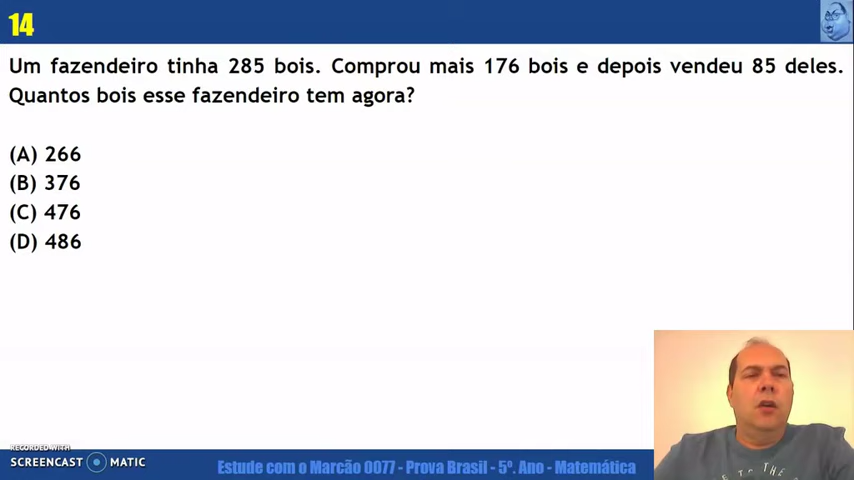 14
Um fazendeiro tinha 285 bois. Comprou mais 176 bois e depois vendeu 85 deles.
Quantos bois esse fazendeiro tem agora?
(A) 266
(B) 376
(C) 476
(D) 486
RECORDED WITH
SCREENCAST MATIC
Estude com o Marcão 0077 - Prova Brasil - 5º. Ano - Matemática